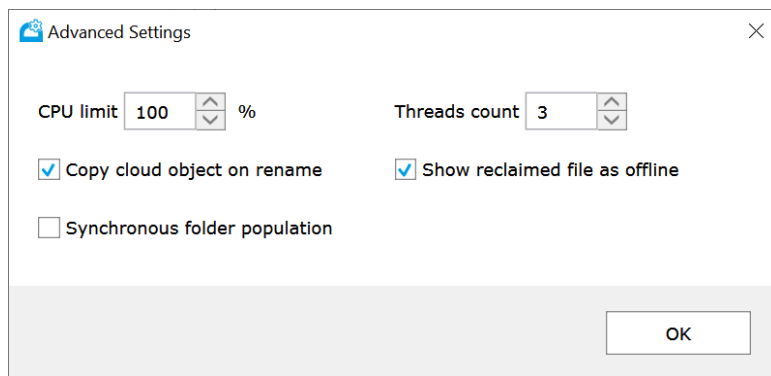 Advanced Settings
CPU limit 100 % Threads count 3
Copy cloud object on rename Show reclaimed file as offline
Synchronous folder population
OK